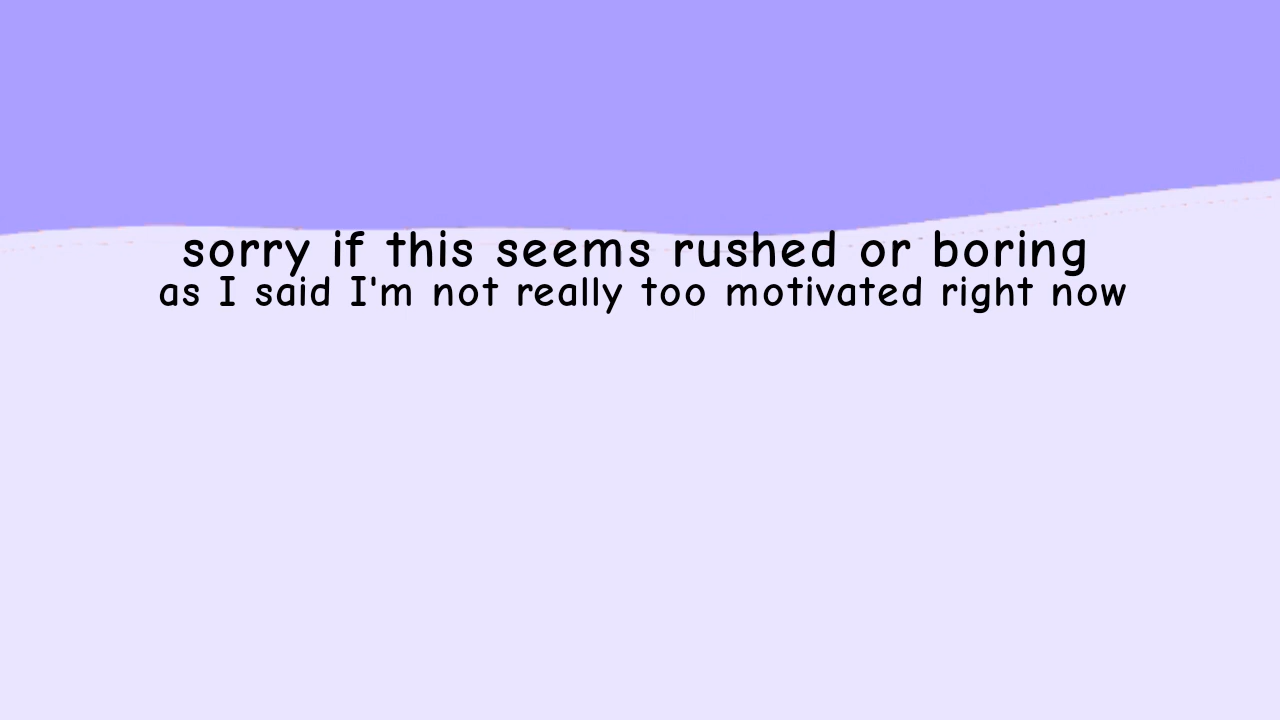 sorry if this seems rushed or boring
as I said I'm not really too motivated right now